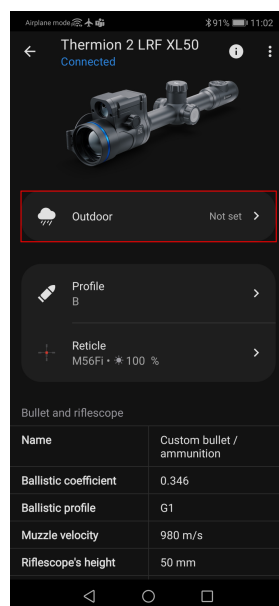 Airplane mode 91% 11:02
Thermion 2 LRF XL50
Connected
Outdoor Not set
Profile
B
Reticle
M56Fi • 100 %
Bullet and riflescope
Name Custom bullet /
ammunition
Ballistic coefficient 0.346
Ballistic profile G1
Muzzle velocity 980 m/s
Riflescope's height 50 mm